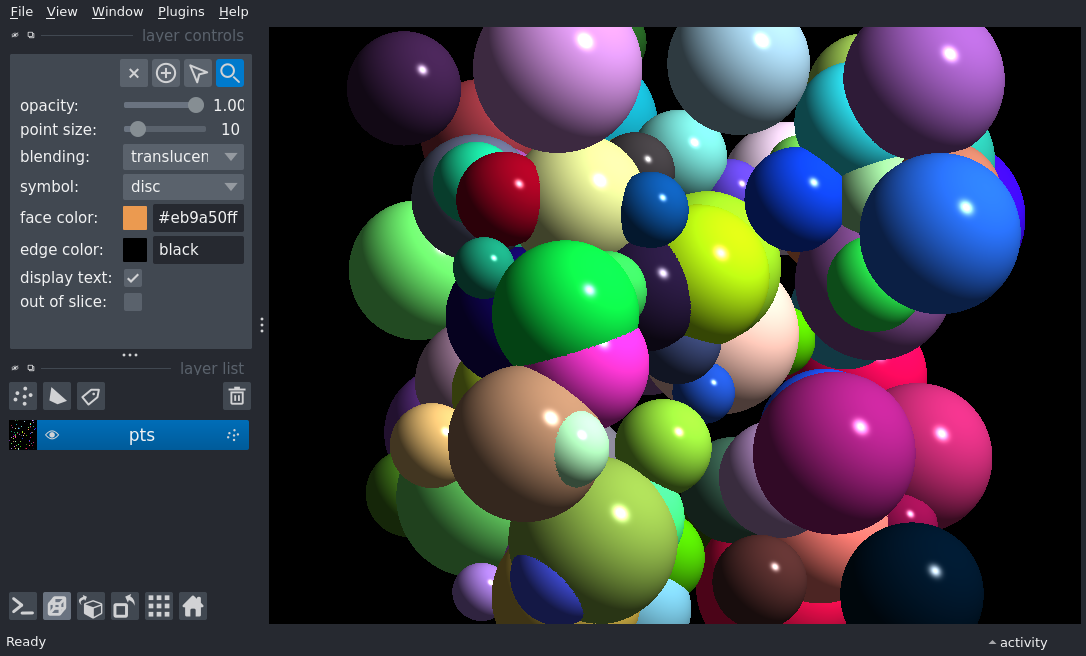 File View Window Plugins Help
layer controls
opacity: 1.00
point size: 10
blending: translucen
symbol: disc
face color: #eb9a50ff
edge color: black
display text:
out of slice:
layer list
pts
Ready
activity